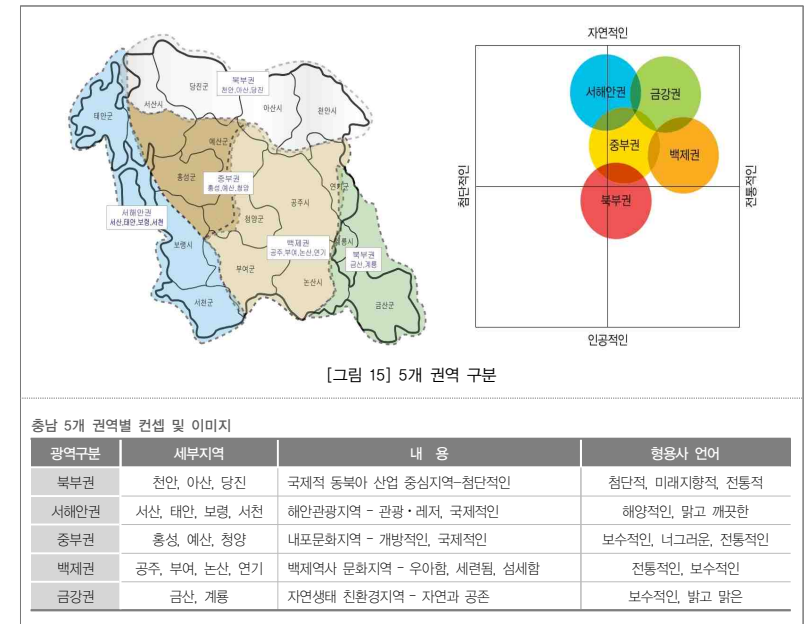 북부권
천안,아산,당진
당진군
서산시
아산시
천안시
태안군
예산군
홍성군
중부권
홍성,예산,청양
연기군
서해안권
서산,태안,보령,서천
청양군
공주시
보령시
백제권
공주,부여,논산,연기
계룡시
북부권
금산,계룡
부여군
논산시
서천군
금산군
자연적인
서해안권
금강권
중부권
백제권
첨단적인
전통적인
북부권
인공적인
[그림 15] 5개 권역 구분
충남 5개 권역별 컨셉 및 이미지
광역구분 세부지역 내 용 형용사 언어
북부권 천안, 아산, 당진 국제적 동북아 산업 중심지역-첨단적인 첨단적, 미래지향적, 전통적
서해안권 서산, 태안, 보령, 서천 해안관광지역 - 관광・레저, 국제적인 해양적인, 맑고 깨끗한
중부권 홍성, 예산, 청양 내포문화지역 - 개방적인, 국제적인 보수적인, 너그러운, 전통적인
백제권 공주, 부여, 논산, 연기 백제역사 문화지역 - 우아함, 세련됨, 섬세함 전통적인, 보수적인
금강권 금산, 계룡 자연생태 친환경지역 - 자연과 공존 보수적인, 밝고 맑은